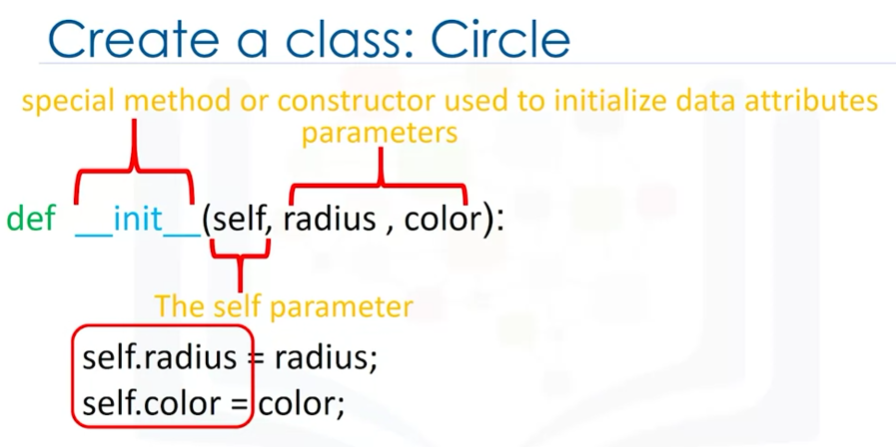 Create a class: Circle
special method or constructor used to initialize data attributes
parameters
def __init__(self, radius , color):
The self parameter
self.radius = radius;
self.color = color;